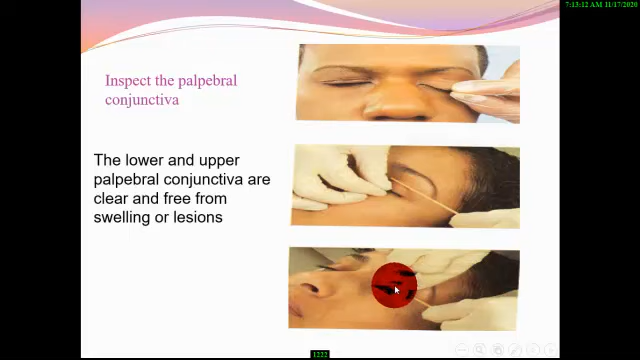 7:13:12 AM 11/17/2020
Inspect the palpebral
conjunctiva
The lower and upper
palpebral conjunctiva are
clear and free from
swelling or lesions
1222